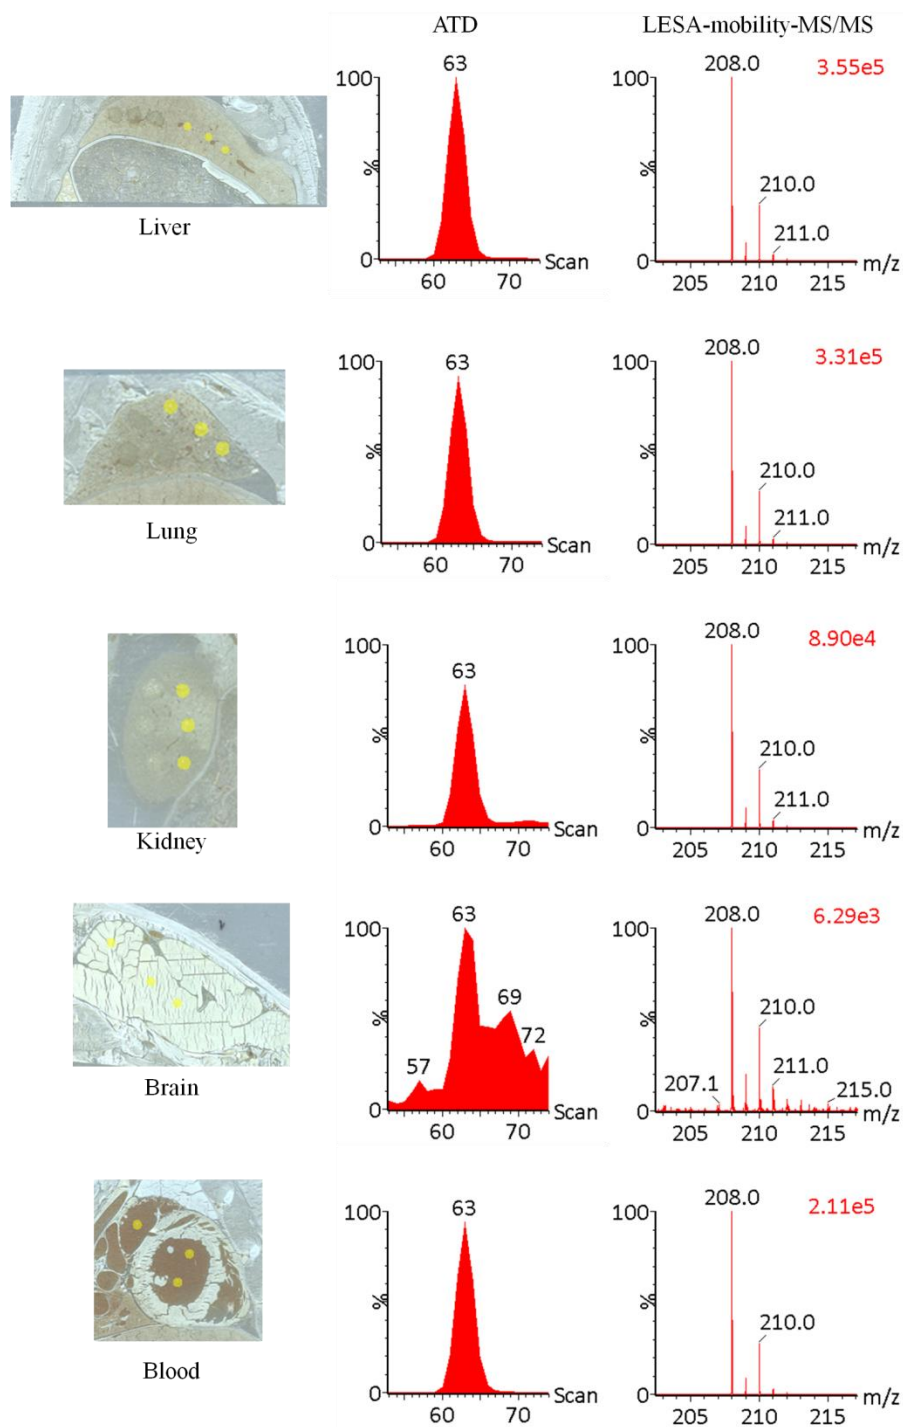 ATD LESA-mobility-MS/MS
63 208.0 3.55e5
100 100
% %
210.0
211.0
0 0
Scan m/z
60 70 205 210 215
Liver
63 208.0 3.31e5
100 100
% %
210.0
211.0
0 0
Scan m/z
60 70 205 210 215
Lung
63 208.0 8.90e4
100 100
% %
210.0
211.0
0 0
Scan m/z
60 70 205 210 215
Kidney
63 208.0 6.29e3
100 100
% %
69 210.0
72
57 207.1 211.0 215.0
0 0
Scan m/z
60 70 205 210 215
Brain
63 208.0 2.11e5
100 100
% %
210.0
0 0
Scan m/z
60 70 205 210 215
Blood